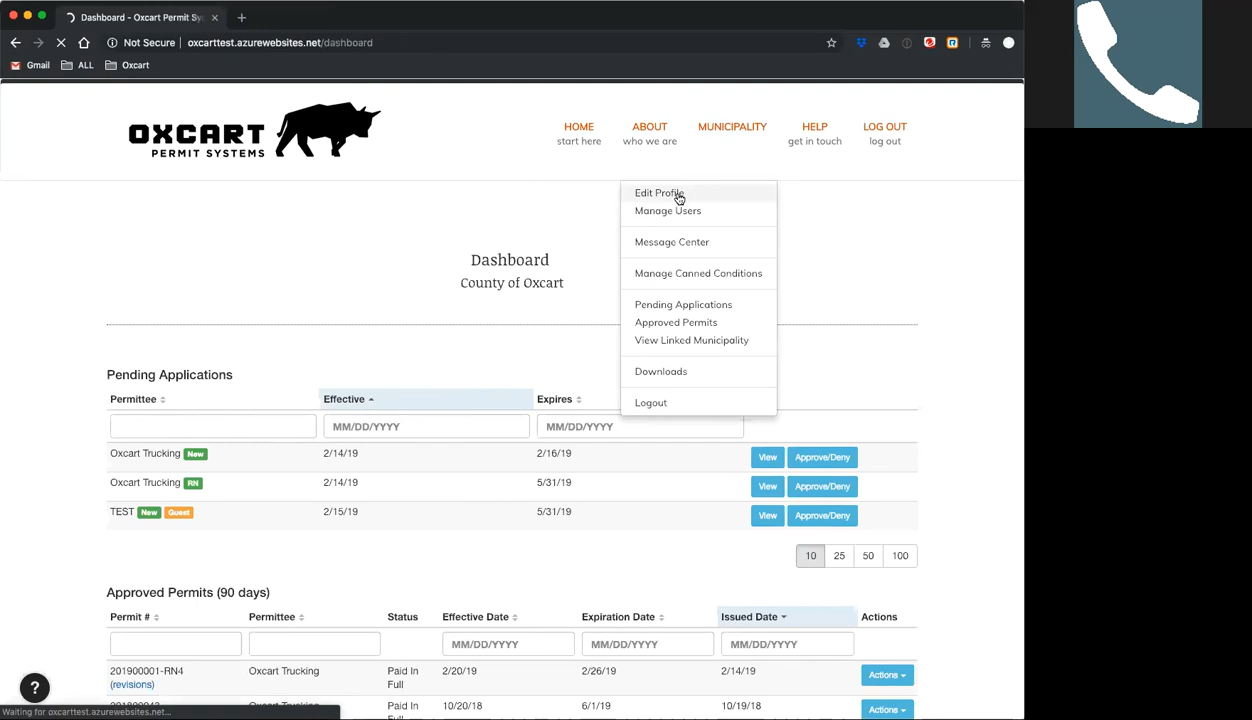 Dashboard - Oxcart Permit Sy
Not Secure | oxcarttest.azurewebsites.net/dashboard
Gmail ALL Oxcart
OXCART
PERMIT SYSTEMS
HOME ABOUT MUNICIPALITY HELP LOG OUT
start here who we are get in touch log out
Edit Profile
Manage Users
Message Center
Manage Canned Conditions
Pending Applications
Approved Permits
View Linked Municipality
Downloads
Logout
Dashboard
County of Oxcart
Pending Applications
Permittee Effective Expires
MM/DD/YYYY MM/DD/YYYY
Oxcart Trucking New 2/14/19 2/16/19 View Approve/Deny
Oxcart Trucking RN 2/14/19 5/31/19 View Approve/Deny
TEST New Guest 2/15/19 5/31/19 View Approve/Deny
10 25 50 100
Approved Permits (90 days)
Permit # Permittee Status Effective Date Expiration Date Issued Date Actions
MM/DD/YYYY MM/DD/YYYY MM/DD/YYYY
201900001-RN4 Oxcart Trucking Paid In 2/20/19 2/26/19 2/14/19 Actions
(revisions) Full
Oxcart Trucking Paid In 10/20/18 6/1/19 10/19/18 Actions
Full
?
Waiting for oxcarttest.azurewebsites.net...